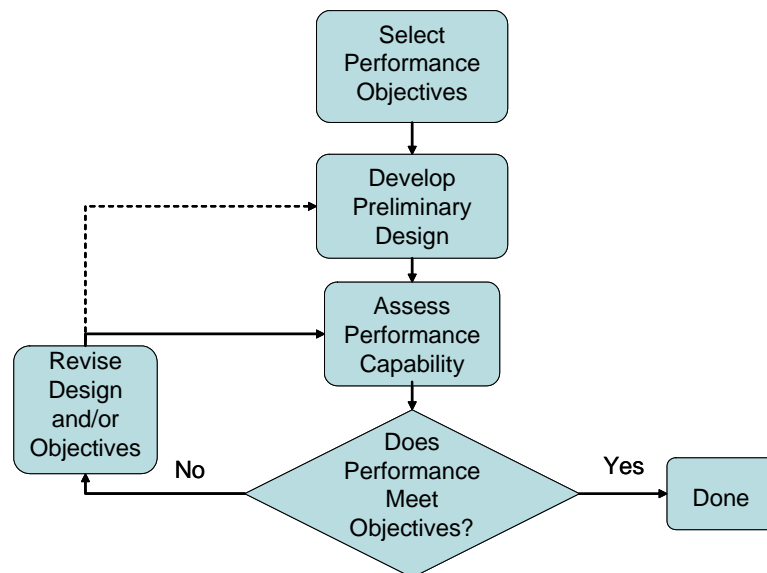 Select
Performance
Objectives
Develop
Preliminary
Design
Assess
Performance
Capability
Revise
Design
and/or
Objectives
Does
Performance
Meet
Objectives?
No
Yes
Done